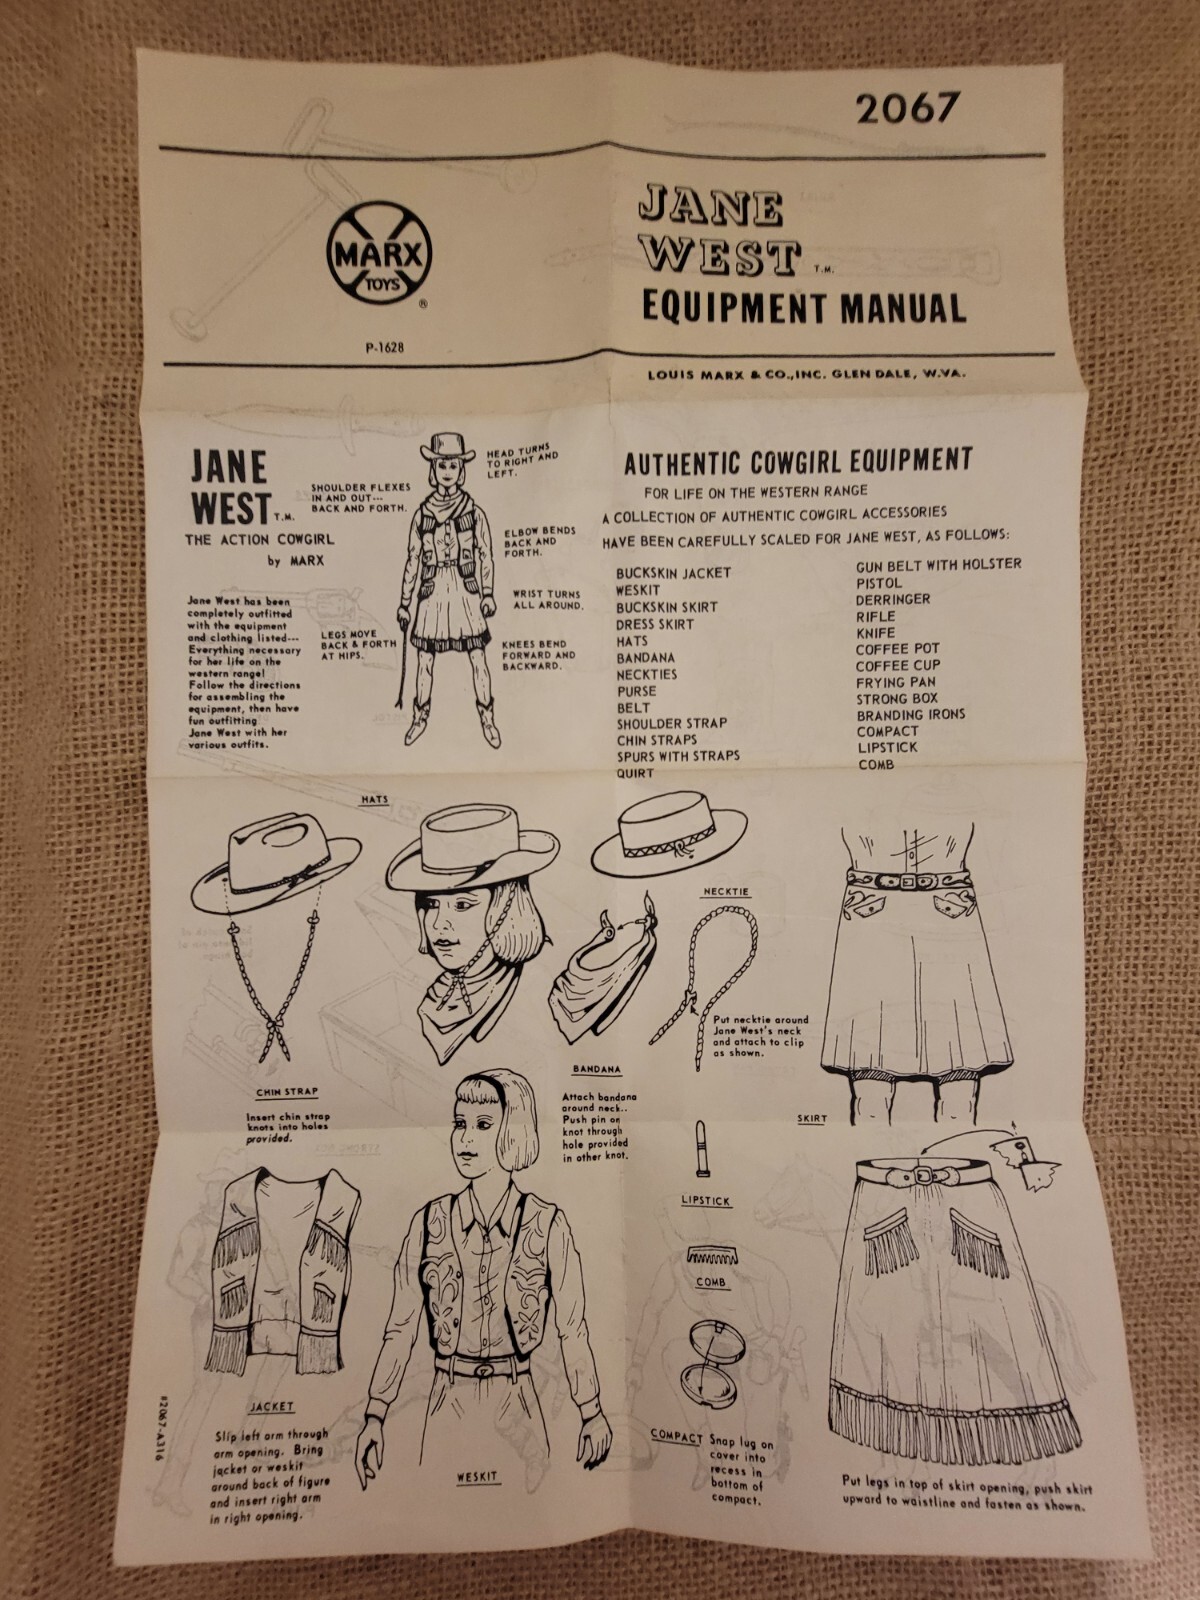 2067
MARX
TOYS
®
P-1628
JANE
WEST T.M.
EQUIPMENT MANUAL
LOUIS MARX & CO.,INC. GLEN DALE, W.VA.
JANE
WEST T.M.
THE ACTION COWGIRL
by MARX
Jane West has been
completely outfitted
with the equipment
and clothing listed---
Everything necessary
for her life on the
western range!
Follow the directions
for assembling the
equipment, then have
fun outfitting
Jane West with her
various outfits.
SHOULDER FLEXES
IN AND OUT---
BACK AND FORTH.
LEGS MOVE
BACK & FORTH
AT HIPS.
HEAD TURNS
TO RIGHT AND
LEFT.
ELBOW BENDS
BACK AND
FORTH.
WRIST TURNS
ALL AROUND.
KNEES BEND
FORWARD AND
BACKWARD.
AUTHENTIC COWGIRL EQUIPMENT
FOR LIFE ON THE WESTERN RANGE
A COLLECTION OF AUTHENTIC COWGIRL ACCESSORIES
HAVE BEEN CAREFULLY SCALED FOR JANE WEST, AS FOLLOWS:
BUCKSKIN JACKET
WESKIT
BUCKSKIN SKIRT
DRESS SKIRT
HATS
BANDANA
NECKTIES
PURSE
BELT
SHOULDER STRAP
CHIN STRAPS
SPURS WITH STRAPS
QUIRT
GUN BELT WITH HOLSTER
PISTOL
DERRINGER
RIFLE
KNIFE
COFFEE POT
COFFEE CUP
FRYING PAN
STRONG BOX
BRANDING IRONS
COMPACT
LIPSTICK
COMB
HATS
NECKTIE
Put necktie around
Jane West's neck
and attach to clip
as shown.
CHIN STRAP
Insert chin strap
knots into holes
provided.
BANDANA
Attach bandana
around neck..
Push pin on
knot through
hole provided
in other knot.
SKIRT
LIPSTICK
COMB
COMPACT
Snap lug on
cover into
recess in
bottom of
compact.
JACKET
Slip left arm through
arm opening. Bring
jacket or weskit
around back of figure
and insert right arm
in right opening.
WESKIT
Put legs in top of skirt opening, push skirt
upward to waistline and fasten as shown.
#2067-A316